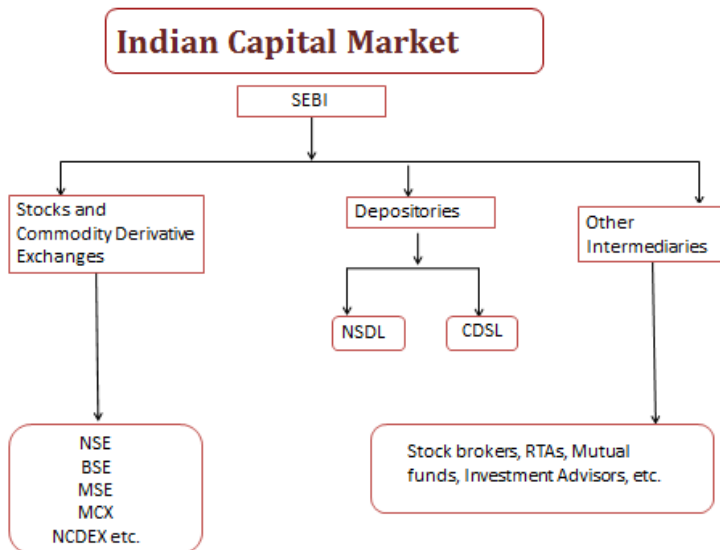 Indian Capital Market
SEBI
Stocks and
Commodity Derivative
Exchanges
Depositories
Other
Intermediaries
NSDL
CDSL
NSE
BSE
MSE
MCX
NCDEX etc.
Stock brokers, RTAs, Mutual
funds, Investment Advisors, etc.